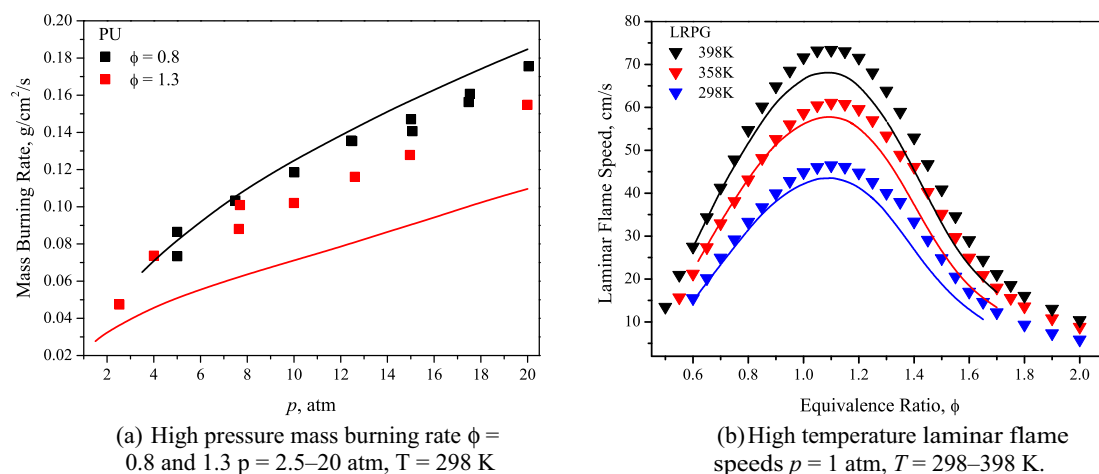 PU
ϕ = 0.8
ϕ = 1.3
Mass Burning Rate, g/cm²/s
0.20
0.18
0.16
0.14
0.12
0.10
0.08
0.06
0.04
0.02
2 4 6 8 10 12 14 16 18 20
p, atm
(a) High pressure mass burning rate ϕ =
0.8 and 1.3 p = 2.5–20 atm, T = 298 K
LRPG
398K
358K
298K
Laminar Flame Speed, cm/s
80
70
60
50
40
30
20
10
0.6 0.8 1.0 1.2 1.4 1.6 1.8 2.0
Equivalence Ratio, ϕ
(b) High temperature laminar flame
speeds p = 1 atm, T = 298–398 K.